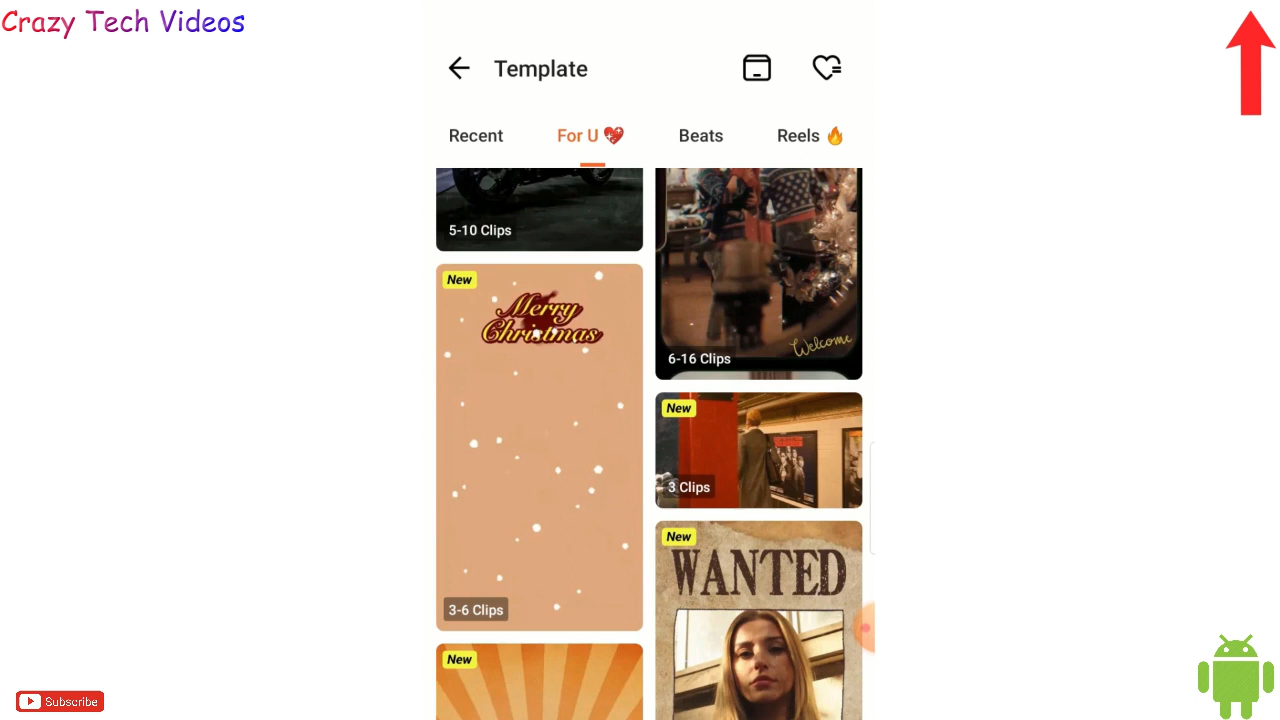 Crazy Tech Videos
Template
Recent
For U 💖
Beats
Reels 🔥
5-10 Clips
Welcome
6-16 Clips
New
Merry
Christmas
3-6 Clips
New
3 Clips
New
WANTED
New
Subscribe